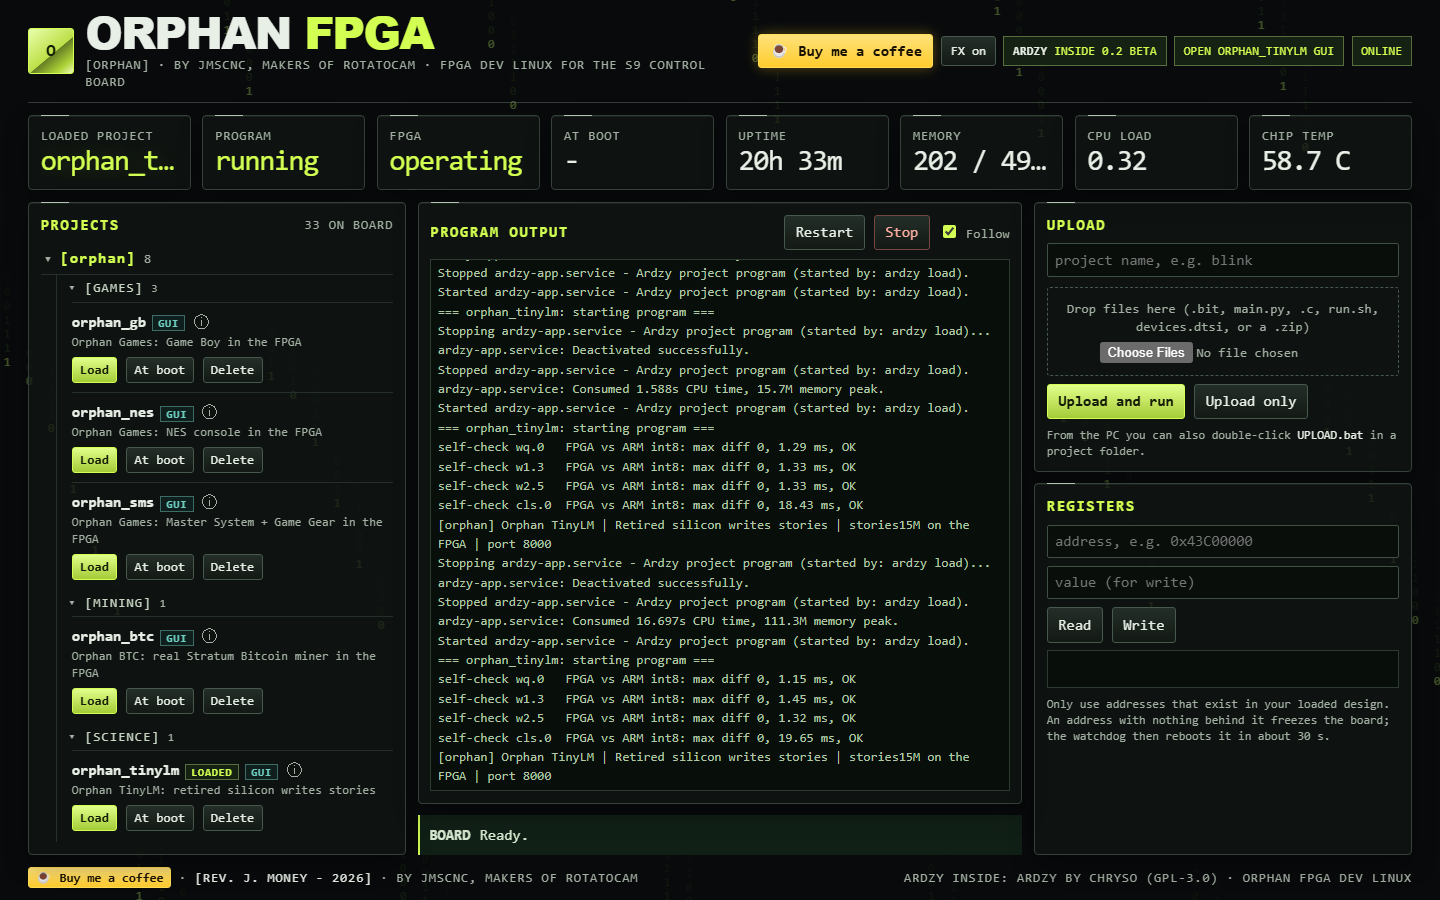 O
ORPHAN FPGA
[ORPHAN] · BY JMSCNC, MAKERS OF ROTATOCAM · FPGA DEV LINUX FOR THE S9 CONTROL
BOARD
Buy me a coffee
FX on
ARDZY INSIDE 0.2 BETA
OPEN ORPHAN_TINYLM GUI
ONLINE
LOADED PROJECT
orphan_t…
PROGRAM
running
FPGA
operating
AT BOOT
-
UPTIME
20h 33m
MEMORY
202 / 49…
CPU LOAD
0.32
CHIP TEMP
58.7 C
PROJECTS
33 ON BOARD
▾ [orphan] 8
▾ [GAMES] 3
orphan_gb GUI i
Orphan Games: Game Boy in the FPGA
Load At boot Delete
orphan_nes GUI i
Orphan Games: NES console in the FPGA
Load At boot Delete
orphan_sms GUI i
Orphan Games: Master System + Game Gear in the
FPGA
Load At boot Delete
▾ [MINING] 1
orphan_btc GUI i
Orphan BTC: real Stratum Bitcoin miner in the
FPGA
Load At boot Delete
▾ [SCIENCE] 1
orphan_tinylm LOADED GUI i
Orphan TinyLM: retired silicon writes stories
Load At boot Delete
PROGRAM OUTPUT
Restart Stop Follow
Stopped ardzy-app.service - Ardzy project program (started by: ardzy load).
Started ardzy-app.service - Ardzy project program (started by: ardzy load).
=== orphan_tinylm: starting program ===
Stopping ardzy-app.service - Ardzy project program (started by: ardzy load)...
ardzy-app.service: Deactivated successfully.
Stopped ardzy-app.service - Ardzy project program (started by: ardzy load).
ardzy-app.service: Consumed 1.588s CPU time, 15.7M memory peak.
Started ardzy-app.service - Ardzy project program (started by: ardzy load).
=== orphan_tinylm: starting program ===
self-check wq.0 FPGA vs ARM int8: max diff 0, 1.29 ms, OK
self-check w1.3 FPGA vs ARM int8: max diff 0, 1.33 ms, OK
self-check w2.5 FPGA vs ARM int8: max diff 0, 1.33 ms, OK
self-check cls.0 FPGA vs ARM int8: max diff 0, 18.43 ms, OK
[orphan] Orphan TinyLM | Retired silicon writes stories | stories15M on the
FPGA | port 8000
Stopping ardzy-app.service - Ardzy project program (started by: ardzy load)...
ardzy-app.service: Deactivated successfully.
Stopped ardzy-app.service - Ardzy project program (started by: ardzy load).
ardzy-app.service: Consumed 16.697s CPU time, 111.3M memory peak.
Started ardzy-app.service - Ardzy project program (started by: ardzy load).
=== orphan_tinylm: starting program ===
self-check wq.0 FPGA vs ARM int8: max diff 0, 1.15 ms, OK
self-check w1.3 FPGA vs ARM int8: max diff 0, 1.45 ms, OK
self-check w2.5 FPGA vs ARM int8: max diff 0, 1.32 ms, OK
self-check cls.0 FPGA vs ARM int8: max diff 0, 19.65 ms, OK
[orphan] Orphan TinyLM | Retired silicon writes stories | stories15M on the
FPGA | port 8000
BOARD Ready.
UPLOAD
project name, e.g. blink
Drop files here (.bit, main.py, .c, run.sh,
devices.dtsi, or a .zip)
Choose Files No file chosen
Upload and run
Upload only
From the PC you can also double-click UPLOAD.bat in a
project folder.
REGISTERS
address, e.g. 0x43C00000
value (for write)
Read Write
Only use addresses that exist in your loaded design.
An address with nothing behind it freezes the board;
the watchdog then reboots it in about 30 s.
Buy me a coffee · [REV. J. MONEY - 2026] · BY JMSCNC, MAKERS OF ROTATOCAM
ARDZY INSIDE: ARDZY BY CHRYSO (GPL-3.0) · ORPHAN FPGA DEV LINUX